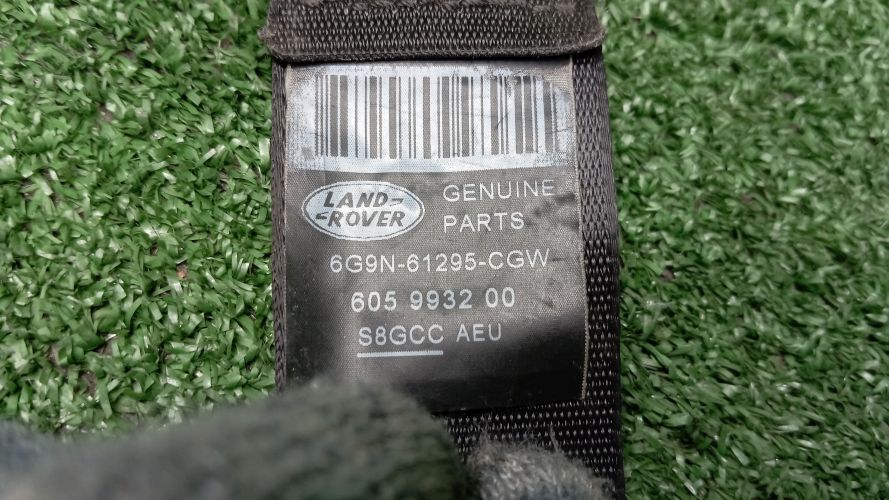 LAND-
-ROVER
GENUINE
PARTS
6G9N-61295-CGW
605 9932 00
S8GCC AEU